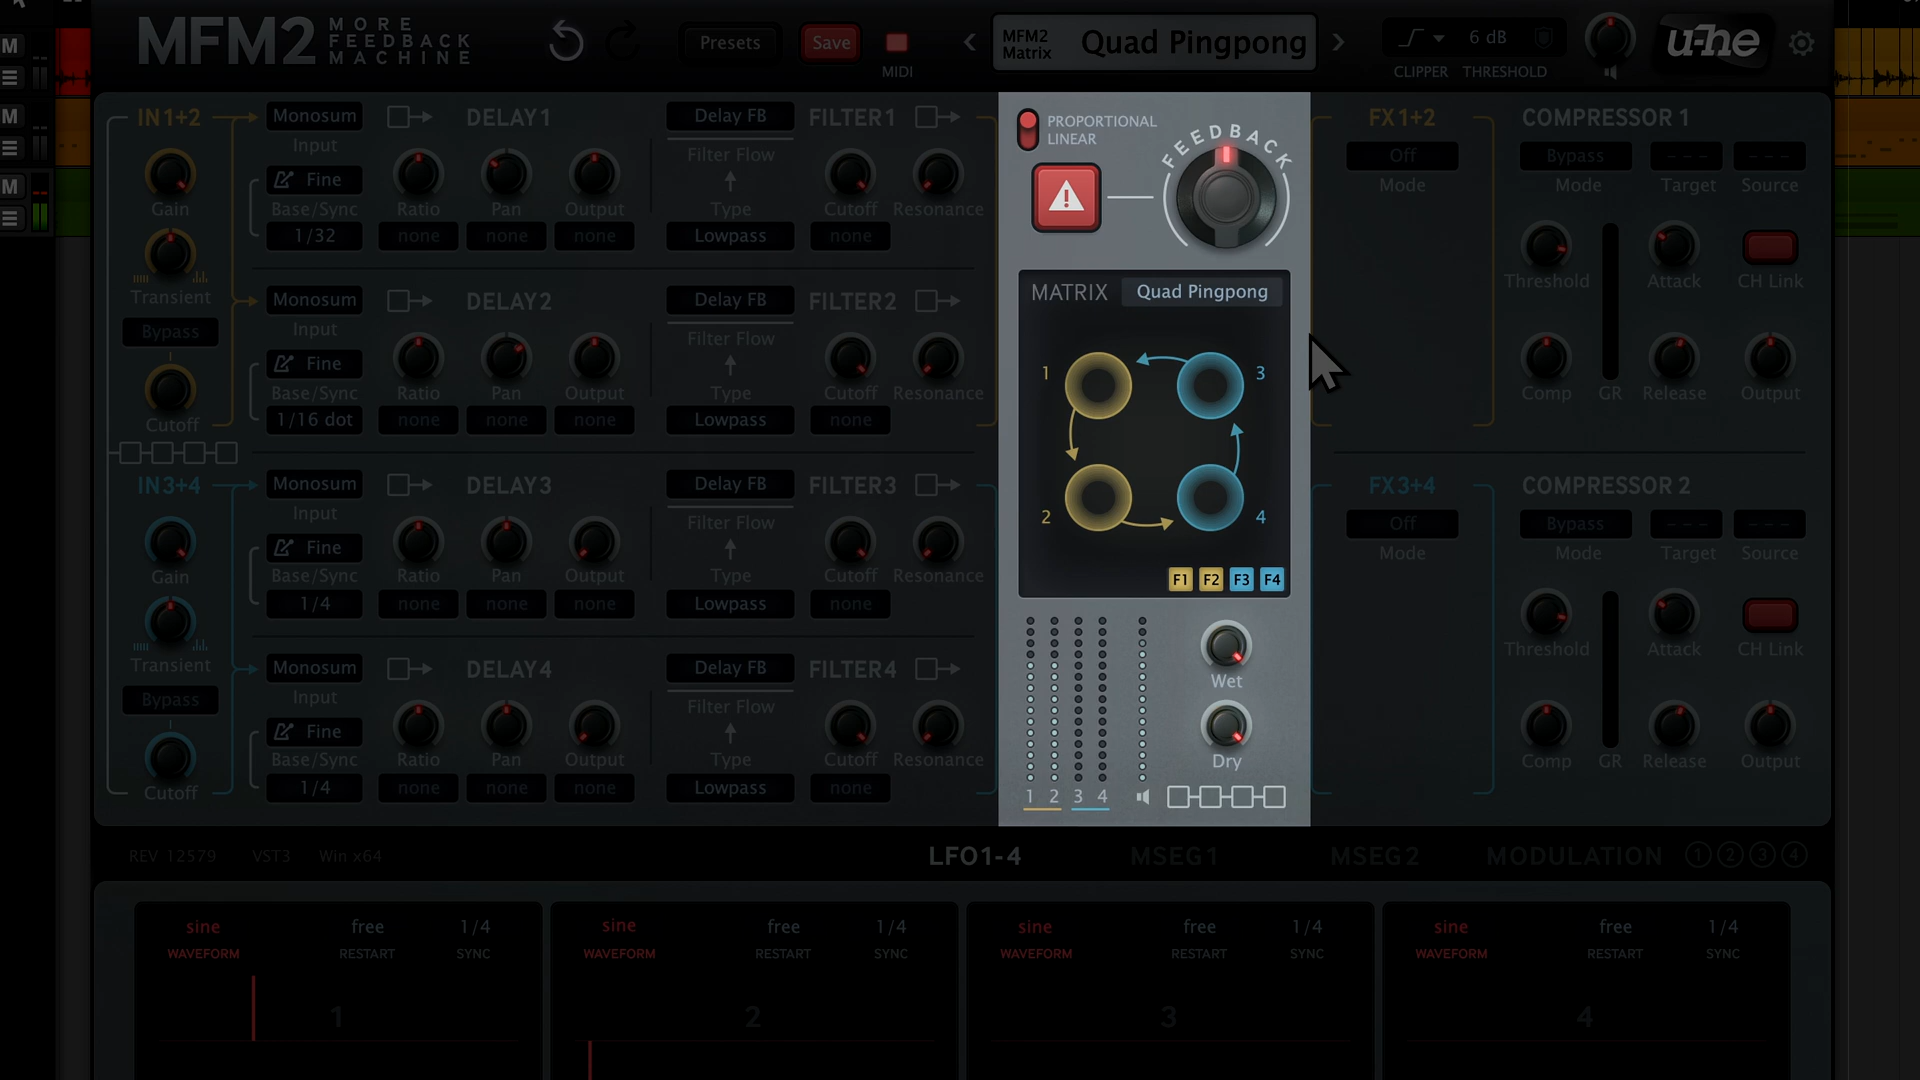 MFM2 MORE FEEDBACK MACHINE
Presets Save MIDI
MFM2 Matrix Quad Pingpong
6 dB
CLIPPER THRESHOLD
u-he
M
M
M
IN1+2
Gain
Transient
Bypass
Cutoff
Monosum
Input
Fine
Base/Sync
1/32
DELAY1
Ratio Pan Output
none none none
Delay FB
Filter Flow
Type
Lowpass
FILTER1
Cutoff Resonance
none
Monosum
Input
Fine
Base/Sync
1/16 dot
DELAY2
Ratio Pan Output
none none none
Delay FB
Filter Flow
Type
Lowpass
FILTER2
Cutoff Resonance
none
IN3+4
Gain
Transient
Bypass
Cutoff
Monosum
Input
Fine
Base/Sync
1/4
DELAY3
Ratio Pan Output
none none none
Delay FB
Filter Flow
Type
Lowpass
FILTER3
Cutoff Resonance
none
Monosum
Input
Fine
Base/Sync
1/4
DELAY4
Ratio Pan Output
none none none
Delay FB
Filter Flow
Type
Lowpass
FILTER4
Cutoff Resonance
none
PROPORTIONAL
LINEAR
FEEDBACK
MATRIX Quad Pingpong
1 3
2 4
F1 F2 F3 F4
Wet
Dry
1 2 3 4
FX1+2
Off
Mode
COMPRESSOR 1
Bypass --- ---
Mode Target Source
Threshold Attack CH Link
Comp GR Release Output
FX3+4
Off
Mode
COMPRESSOR 2
Bypass --- ---
Mode Target Source
Threshold Attack CH Link
Comp GR Release Output
REV 12579 VST3 Win x64
LFO1-4 MSEG1 MSEG2 MODULATION 1 2 3 4
sine free 1/4
WAVEFORM RESTART SYNC
1
sine free 1/4
WAVEFORM RESTART SYNC
2
sine free 1/4
WAVEFORM RESTART SYNC
3
sine free 1/4
WAVEFORM RESTART SYNC
4